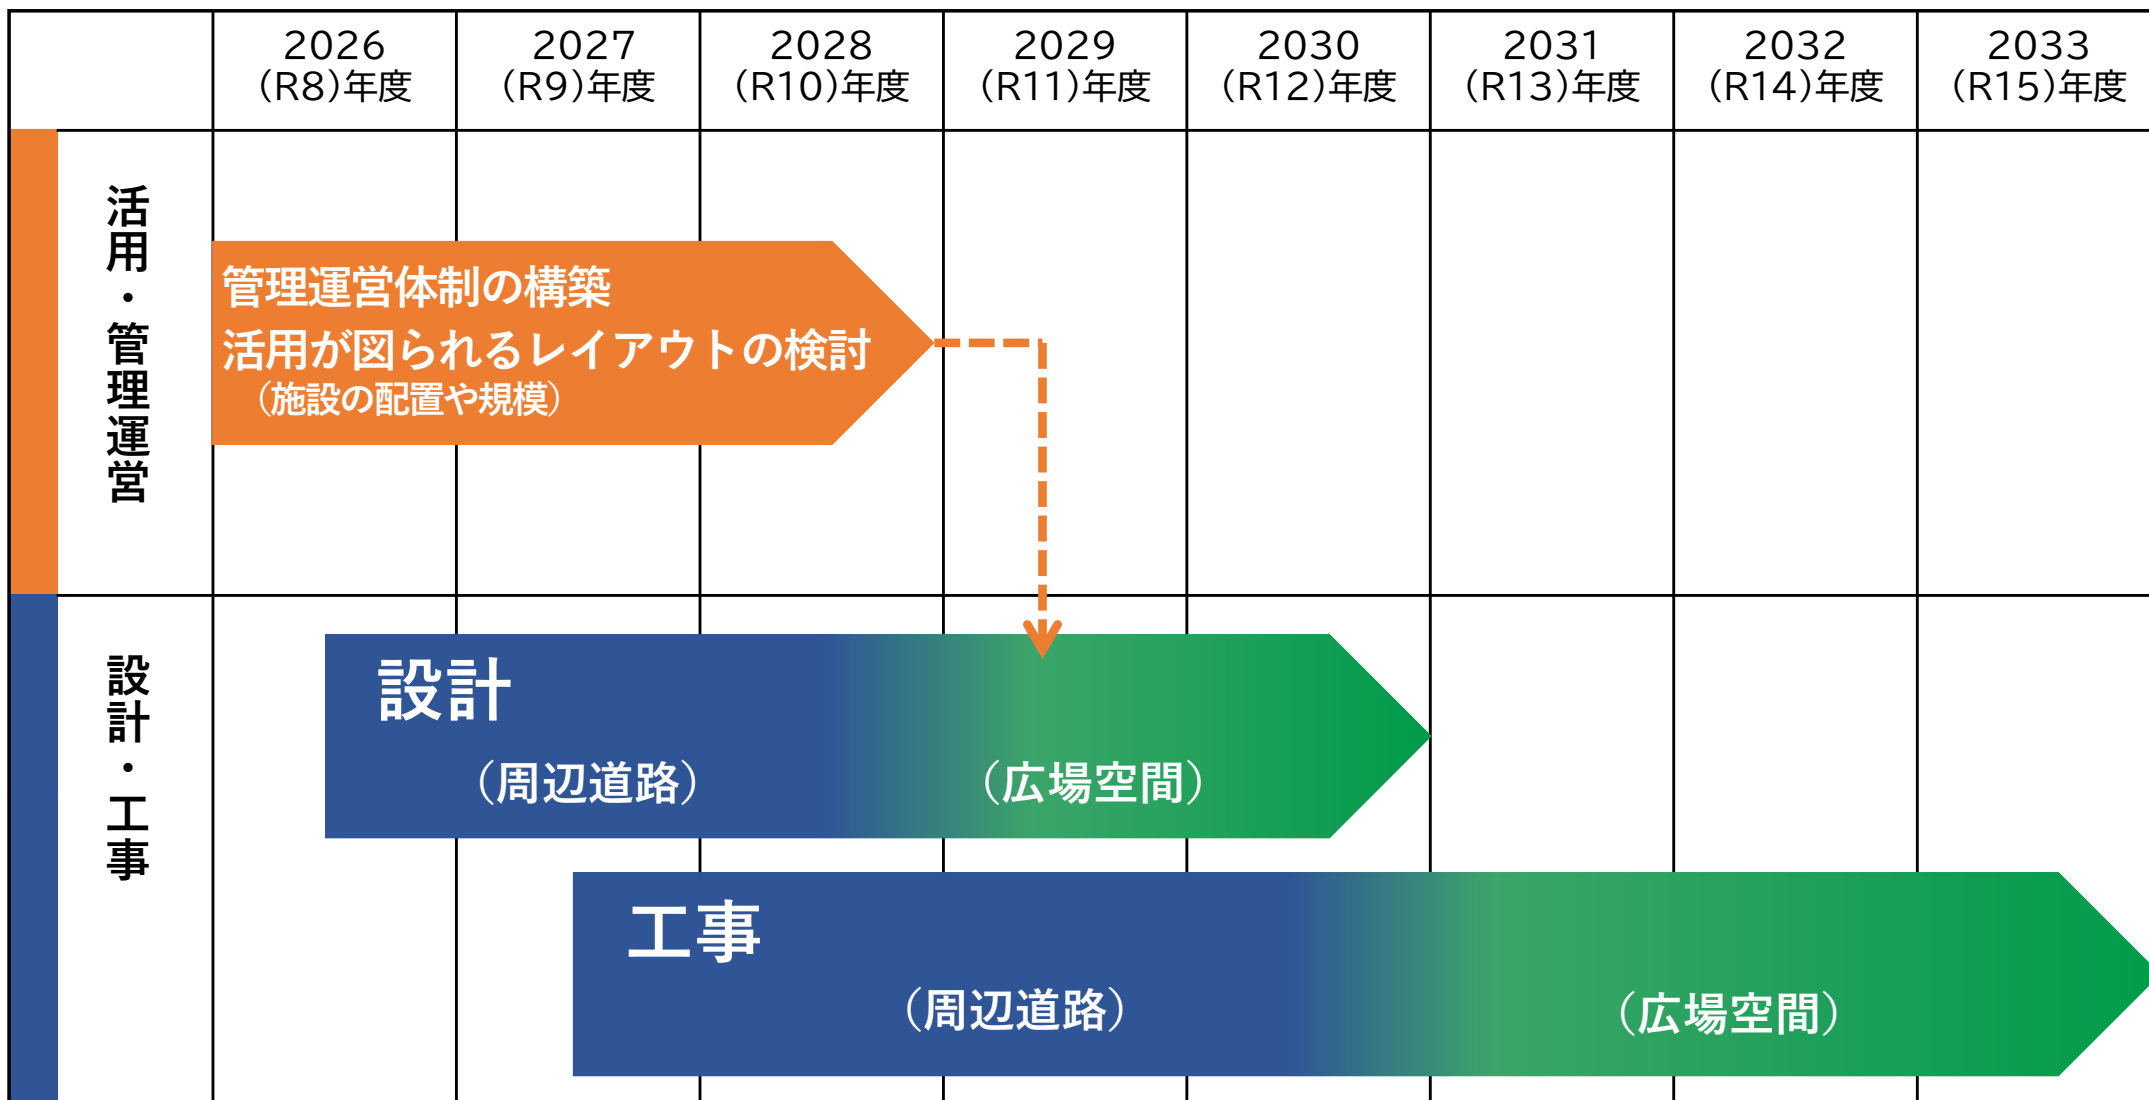 2026
(R8)年度
2027
(R9)年度
2028
(R10)年度
2029
(R11)年度
2030
(R12)年度
2031
(R13)年度
2032
(R14)年度
2033
(R15)年度
活用・管理運営
管理運営体制の構築
活用が図られるレイアウトの検討
（施設の配置や規模）
設計・工事
設計
（周辺道路）
（広場空間）
工事
（周辺道路）
（広場空間）